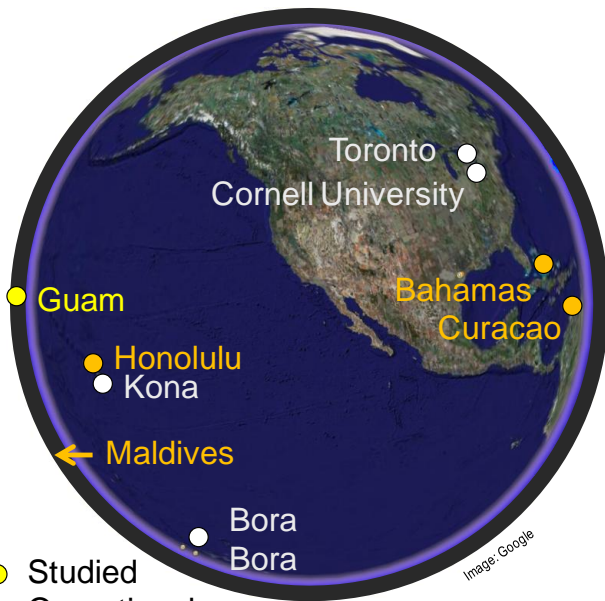 Toronto
Cornell University
Bahamas
Guam
Curacao
Honolulu
Kona
Maldives
Bora
Bora
Image: Google
Studied